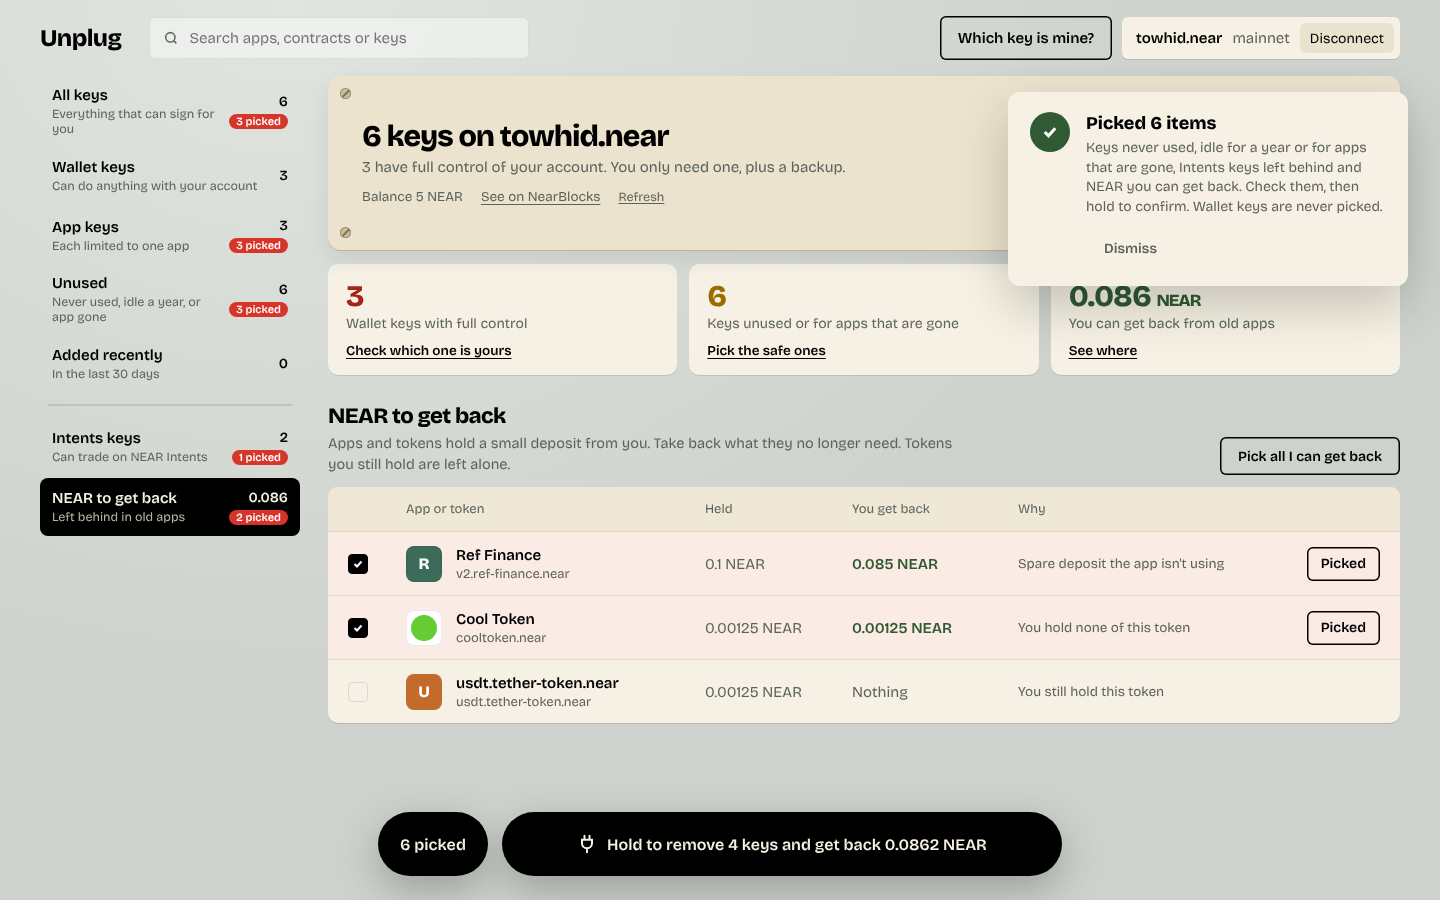 Unplug
Search apps, contracts or keys
Which key is mine?
towhid.near mainnet Disconnect
All keys
Everything that can sign for
you
6
3 picked
Wallet keys
Can do anything with your account
3
App keys
Each limited to one app
3
3 picked
Unused
Never used, idle a year, or
app gone
6
3 picked
Added recently
In the last 30 days
0
Intents keys
Can trade on NEAR Intents
2
1 picked
NEAR to get back
Left behind in old apps
0.086
2 picked
6 keys on towhid.near
3 have full control of your account. You only need one, plus a backup.
Balance 5 NEAR See on NearBlocks Refresh
Picked 6 items
Keys never used, idle for a year or for apps
that are gone, Intents keys left behind and
NEAR you can get back. Check them, then
hold to confirm. Wallet keys are never picked.
Dismiss
3
Wallet keys with full control
Check which one is yours
6
Keys unused or for apps that are gone
Pick the safe ones
0.086 NEAR
You can get back from old apps
See where
NEAR to get back
Apps and tokens hold a small deposit from you. Take back what they no longer need. Tokens
you still hold are left alone.
Pick all I can get back
App or token Held You get back Why
R
Ref Finance
v2.ref-finance.near
0.1 NEAR 0.085 NEAR Spare deposit the app isn't using Picked
Cool Token
cooltoken.near
0.00125 NEAR 0.00125 NEAR You hold none of this token Picked
U
usdt.tether-token.near
usdt.tether-token.near
0.00125 NEAR Nothing You still hold this token
6 picked
Hold to remove 4 keys and get back 0.0862 NEAR